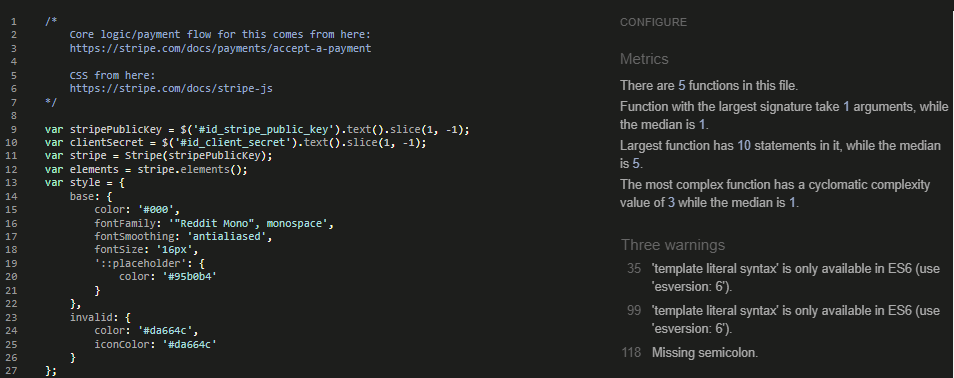 1 /*
2 Core logic/payment flow for this comes from here:
3 https://stripe.com/docs/payments/accept-a-payment
4
5 CSS from here:
6 https://stripe.com/docs/stripe-js
7 */
8
9 var stripePublicKey = $('#id_stripe_public_key').text().slice(1, -1);
10 var clientSecret = $('#id_client_secret').text().slice(1, -1);
11 var stripe = Stripe(stripePublicKey);
12 var elements = stripe.elements();
13 var style = {
14 base: {
15 color: '#000',
16 fontFamily: '"Reddit Mono", monospace',
17 fontSmoothing: 'antialiased',
18 fontSize: '16px',
19 '::placeholder': {
20 color: '#95b0b4'
21 }
22 },
23 invalid: {
24 color: '#da664c',
25 iconColor: '#da664c'
26 }
27 };
CONFIGURE
Metrics
There are 5 functions in this file.
Function with the largest signature take 1 arguments, while
the median is 1.
Largest function has 10 statements in it, while the median
is 5.
The most complex function has a cyclomatic complexity
value of 3 while the median is 1.
Three warnings
35 'template literal syntax' is only available in ES6 (use
'esversion: 6').
99 'template literal syntax' is only available in ES6 (use
'esversion: 6').
118 Missing semicolon.